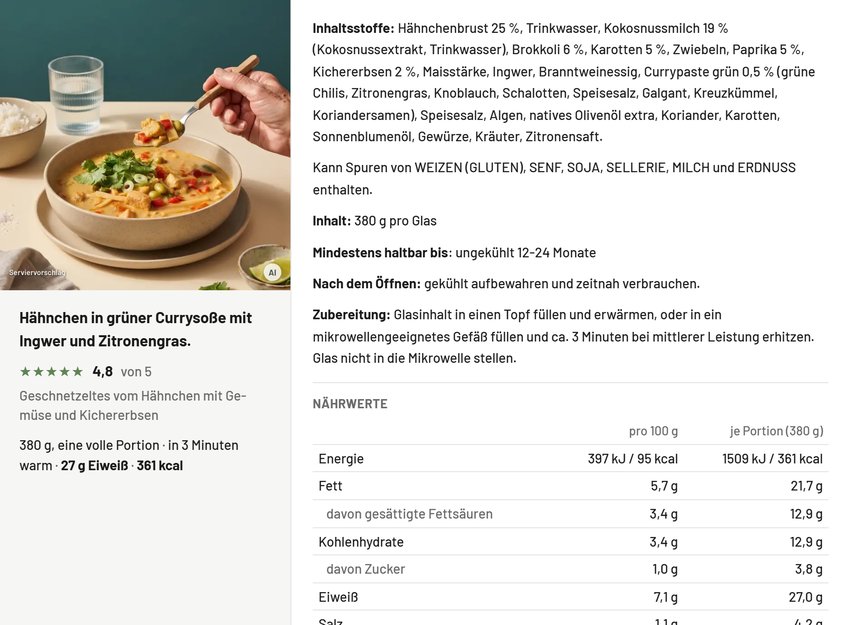 Serviervorschlag
AI
Hähnchen in grüner Currysoße mit
Ingwer und Zitronengras.
★★★★★ 4,8 von 5
Geschnetzeltes vom Hähnchen mit Ge-
müse und Kichererbsen
380 g, eine volle Portion · in 3 Minuten
warm · 27 g Eiweiß · 361 kcal
Inhaltsstoffe: Hähnchenbrust 25 %, Trinkwasser, Kokosnussmilch 19 %
(Kokosnussextrakt, Trinkwasser), Brokkoli 6 %, Karotten 5 %, Zwiebeln, Paprika 5 %,
Kichererbsen 2 %, Maisstärke, Ingwer, Branntweinessig, Currypaste grün 0,5 % (grüne
Chilis, Zitronengras, Knoblauch, Schalotten, Speisesalz, Galgant, Kreuzkümmel,
Koriandersamen), Speisesalz, Algen, natives Olivenöl extra, Koriander, Karotten,
Sonnenblumenöl, Gewürze, Kräuter, Zitronensaft.
Kann Spuren von WEIZEN (GLUTEN), SENF, SOJA, SELLERIE, MILCH und ERDNUSS
enthalten.
Inhalt: 380 g pro Glas
Mindestens haltbar bis: ungekühlt 12-24 Monate
Nach dem Öffnen: gekühlt aufbewahren und zeitnah verbrauchen.
Zubereitung: Glasinhalt in einen Topf füllen und erwärmen, oder in ein
mikrowellengeeignetes Gefäß füllen und ca. 3 Minuten bei mittlerer Leistung erhitzen.
Glas nicht in die Mikrowelle stellen.
NÄHRWERTE
pro 100 g je Portion (380 g)
Energie 397 kJ / 95 kcal 1509 kJ / 361 kcal
Fett 5,7 g 21,7 g
davon gesättigte Fettsäuren 3,4 g 12,9 g
Kohlenhydrate 3,4 g 12,9 g
davon Zucker 1,0 g 3,8 g
Eiweiß 7,1 g 27,0 g
Salz 1,1 g 4,2 g